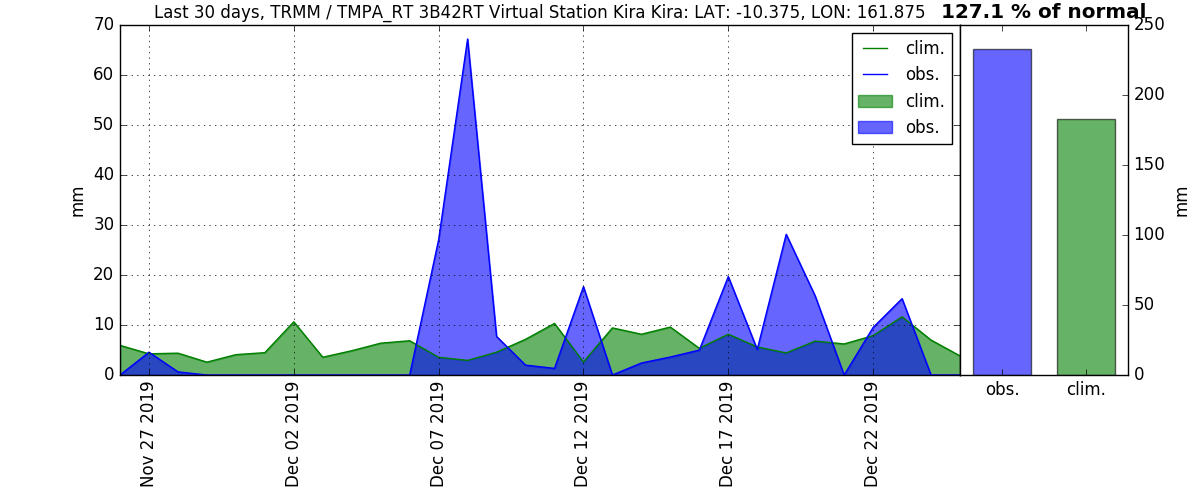 Last 30 days, TRMM / TMPA_RT 3B42RT Virtual Station Kira Kira: LAT: -10.375, LON: 161.875 127.1 % of normal
70
60
50
40
30
20
10
0
mm
clim.
obs.
clim.
obs.
Nov 27 2019
Dec 02 2019
Dec 07 2019
Dec 12 2019
Dec 17 2019
Dec 22 2019
250
200
150
100
50
0
mm
obs.
clim.